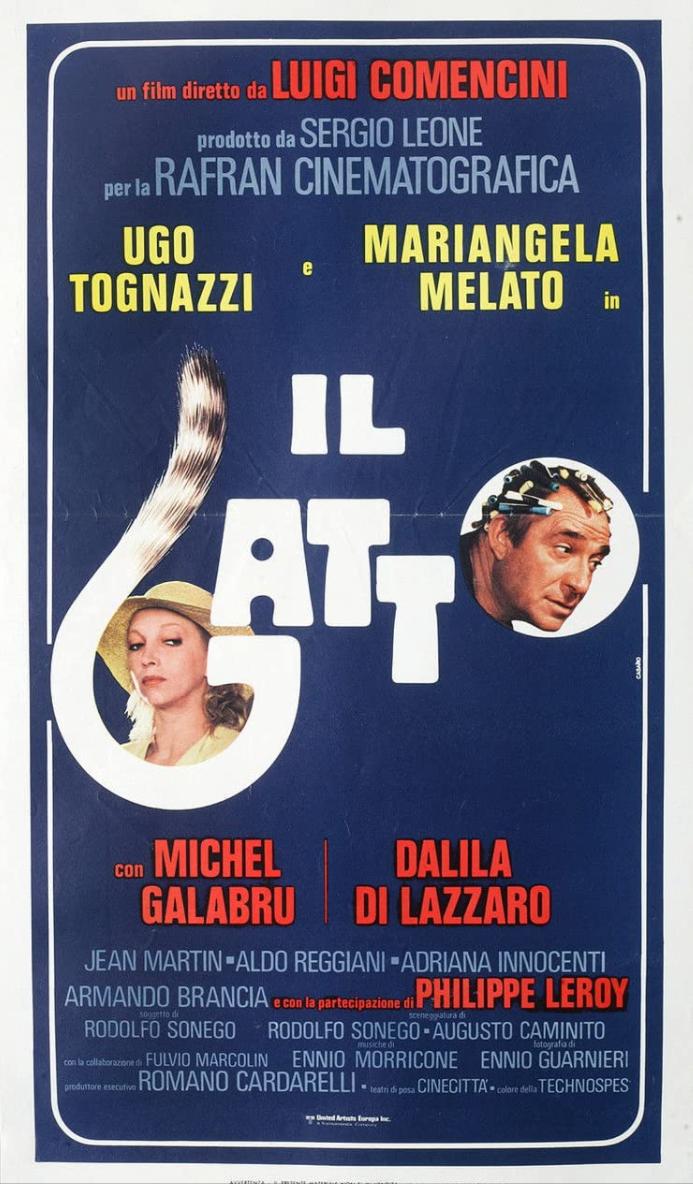 un film diretto da LUIGI COMENCINI
prodotto da SERGIO LEONE
per la RAFRAN CINEMATOGRAFICA
UGO TOGNAZZI e MARIANGELA MELATO in
IL
GATTO
CABARO
con MICHEL GALABRU
DALILA DI LAZZARO
JEAN MARTIN ▪ ALDO REGGIANI ▪ ADRIANA INNOCENTI
ARMANDO BRANCIA e con la partecipazione di PHILIPPE LEROY
soggetto di RODOLFO SONEGO
sceneggiatura di RODOLFO SONEGO ▪ AUGUSTO CAMINITO
con la collaborazione di FULVIO MARCOLIN
musiche di ENNIO MORRICONE
fotografia di ENNIO GUARNIERI
produttore esecutivo ROMANO CARDARELLI ▪ teatri di posa CINECITTÀ ▪ colore della TECHNOSPES
United Artists Europa Inc.